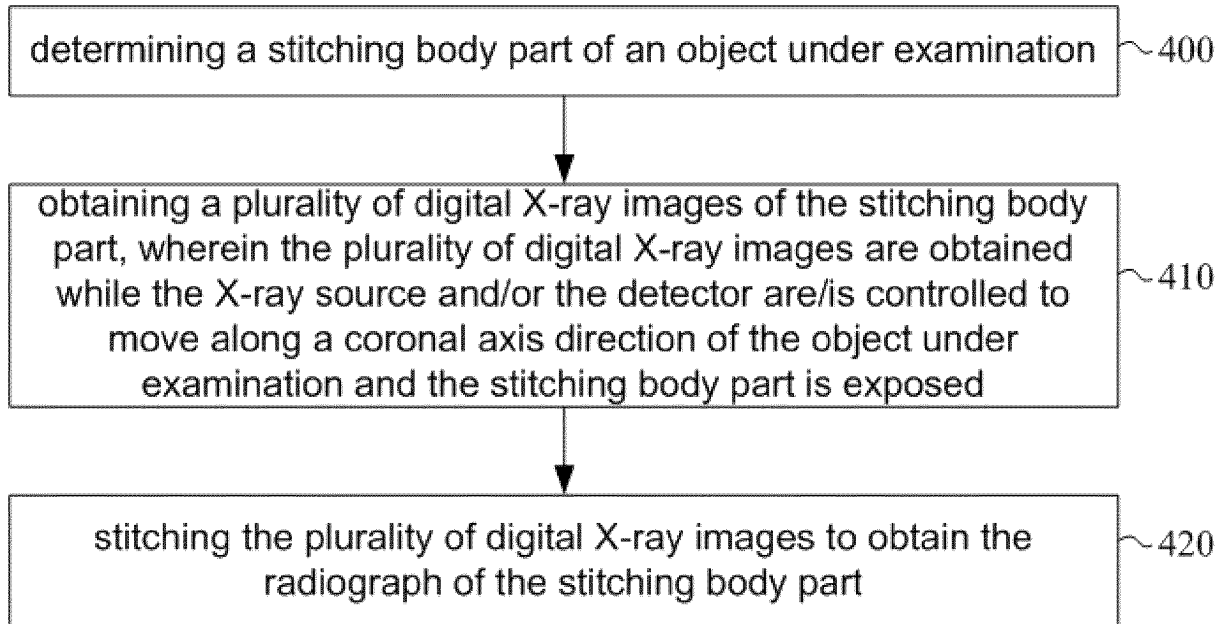 determining a stitching body part of an object under examination
400
obtaining a plurality of digital X-ray images of the stitching body
part, wherein the plurality of digital X-ray images are obtained
while the X-ray source and/or the detector are/is controlled to
move along a coronal axis direction of the object under
examination and the stitching body part is exposed
410
stitching the plurality of digital X-ray images to obtain the
radiograph of the stitching body part
420